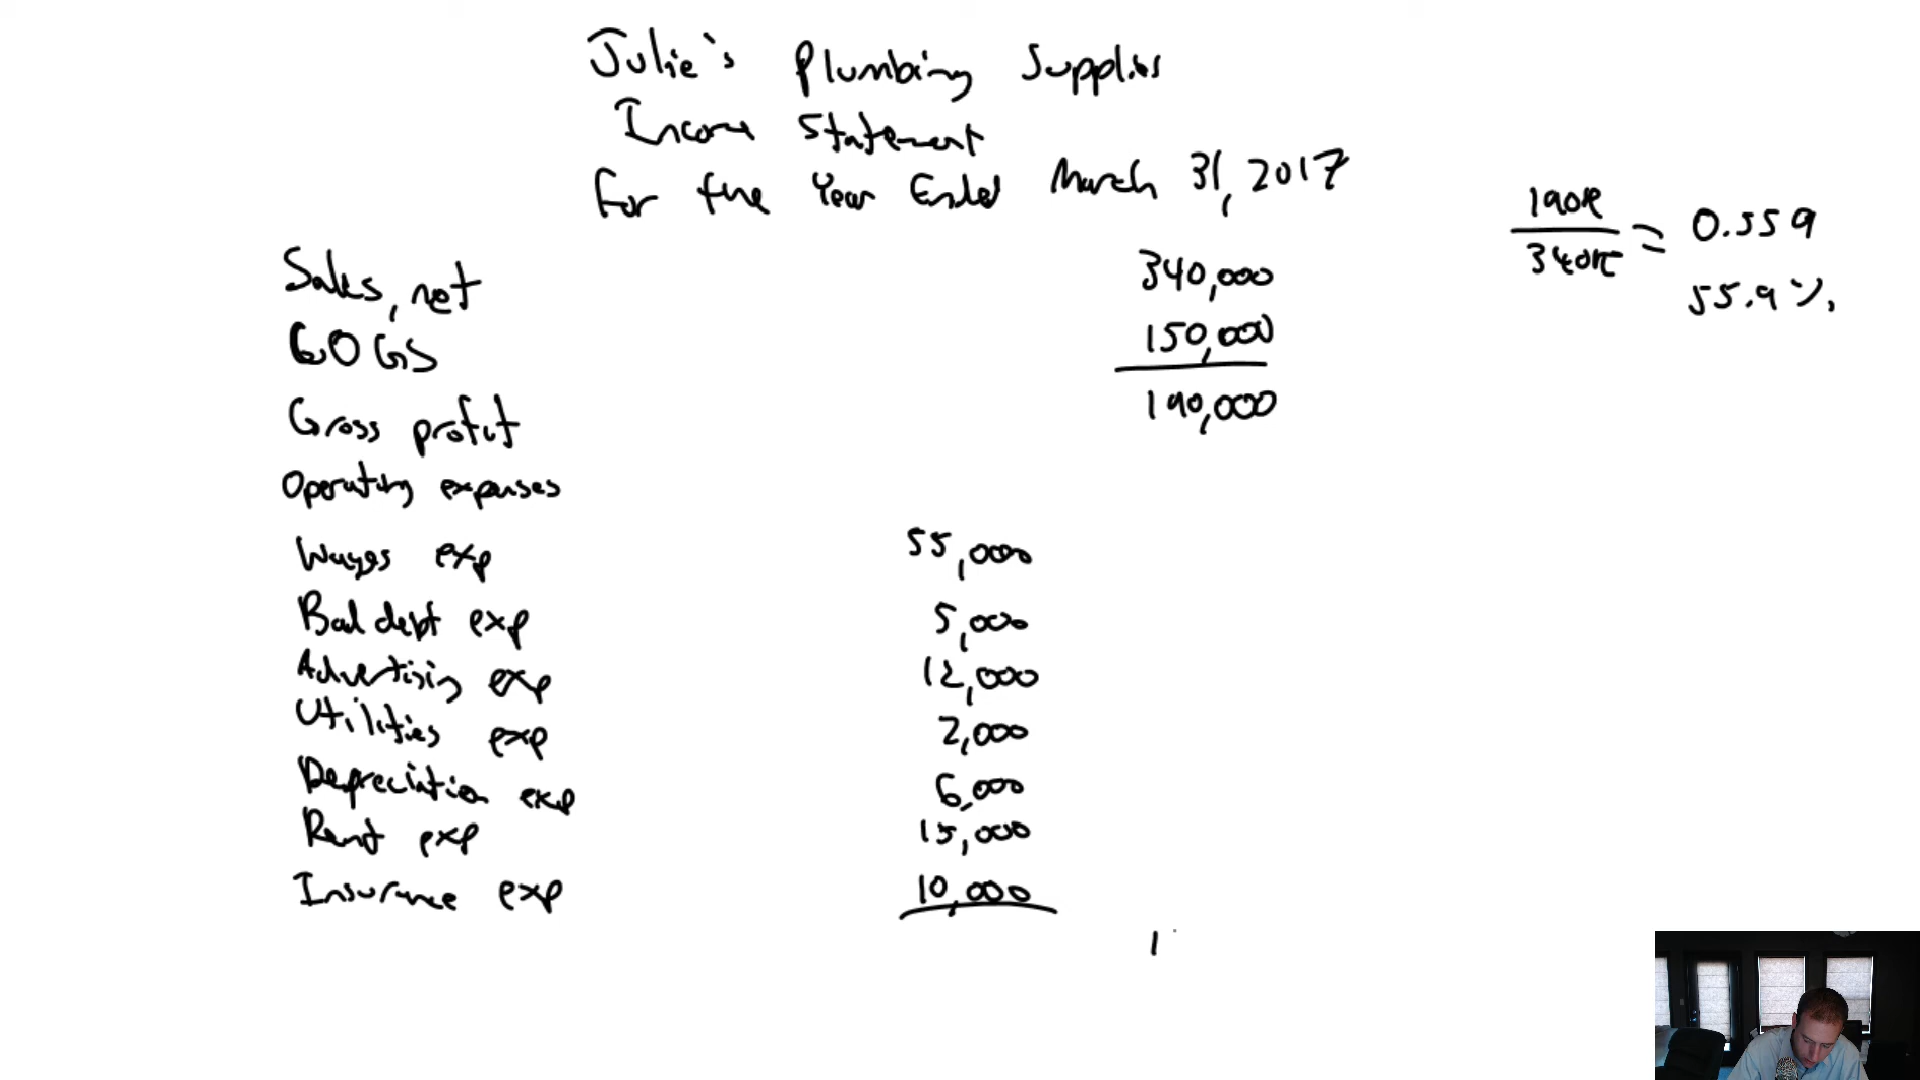 Julie's Plumbing Supplies
Income Statement
For the Year Ended March 31, 2017
Sales, net 340,000
COGS 150,000
Gross profit 190,000
Operating expenses
Wages exp 55,000
Bad debt exp 5,000
Advertising exp 12,000
Utilities exp 2,000
Depreciation exp 6,000
Rent exp 15,000
Insurance exp 10,000
1
190K
340K
= 0.559
55.9%